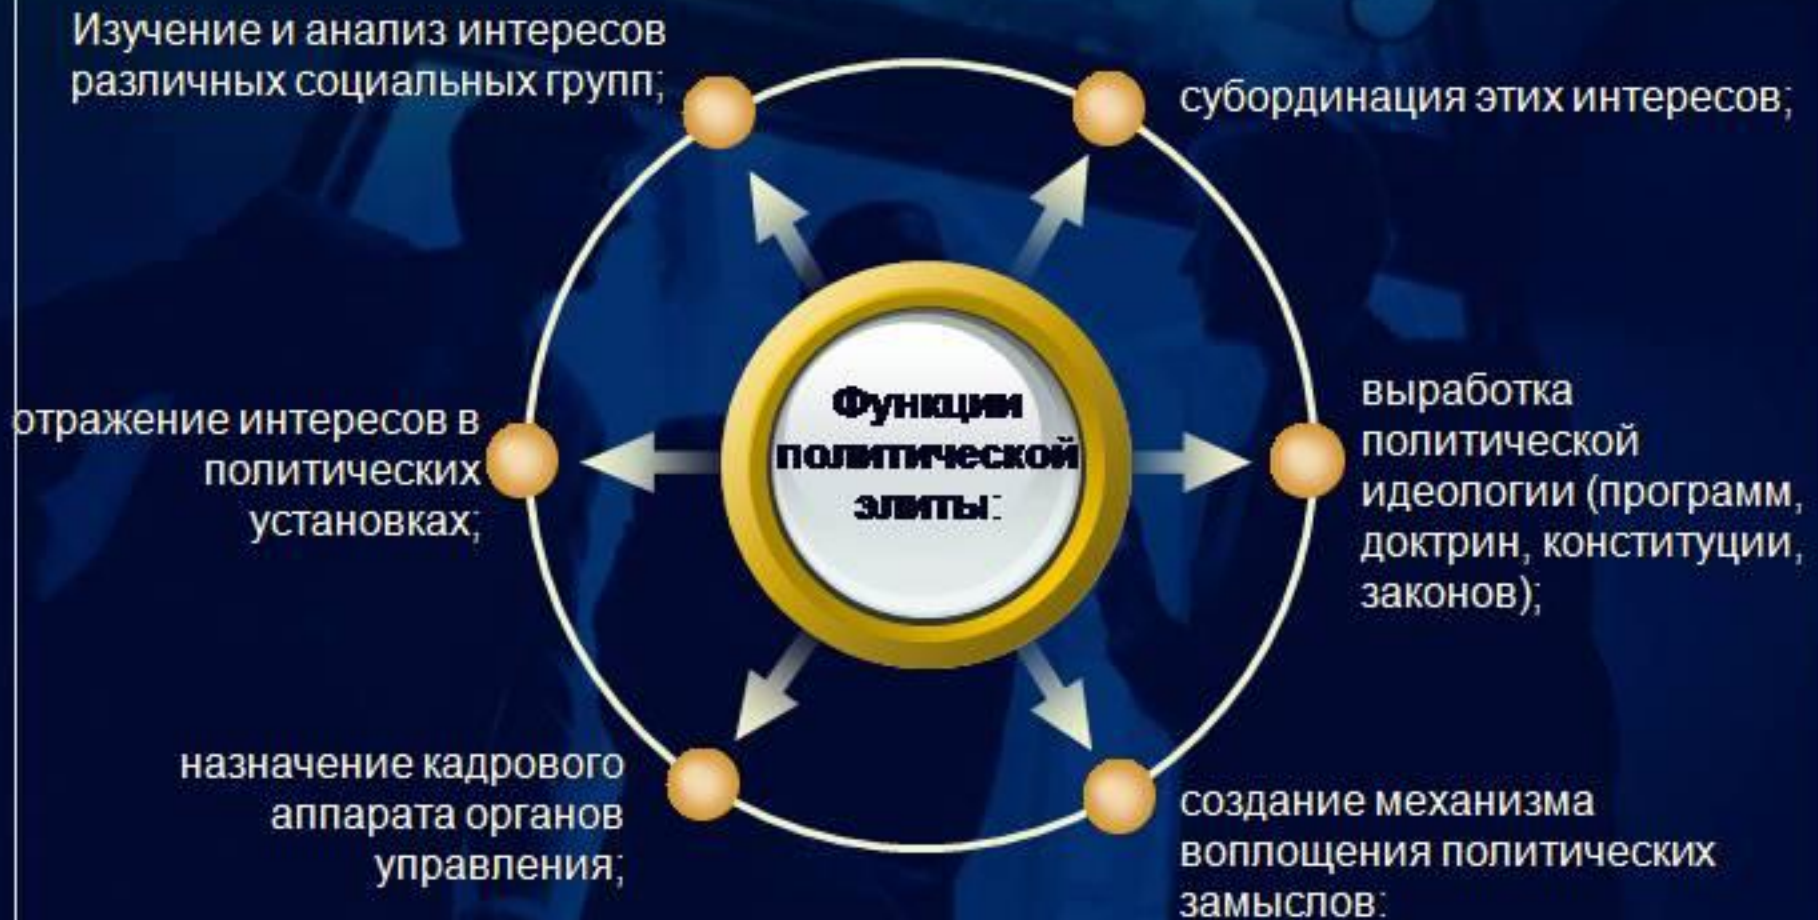 Изучение и анализ интересов
различных социальных групп;
субординация этих интересов;
Функции
политической
элиты:
отражение интересов в
политических
установках;
выработка
политической
идеологии (программ,
доктрин, конституции,
законов);
назначение кадрового
аппарата органов
управления;
создание механизма
воплощения политических
замыслов: